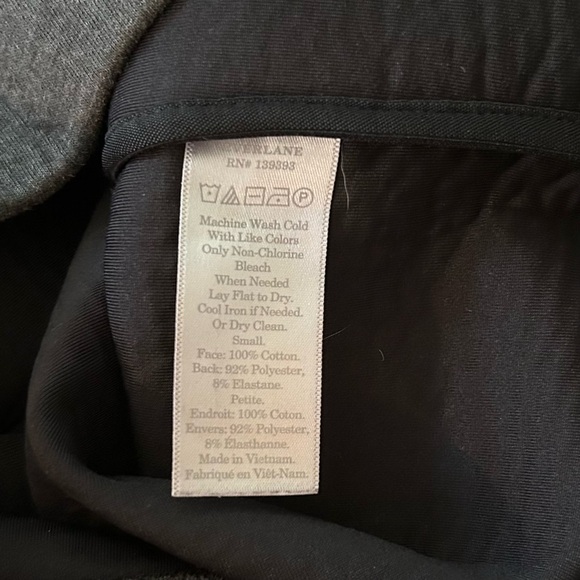 VERLANE
RN# 139393
P
Machine Wash Cold
With Like Colors
Only Non-Chlorine
Bleach
When Needed
Lay Flat to Dry.
Cool Iron if Needed.
Or Dry Clean.
Small.
Face: 100% Cotton.
Back: 92% Polyester,
8% Elastane.
Petite.
Endroit: 100% Coton.
Envers: 92% Polyester,
8% Élasthanne.
Made in Vietnam.
Fabriqué en Viêt-Nam.